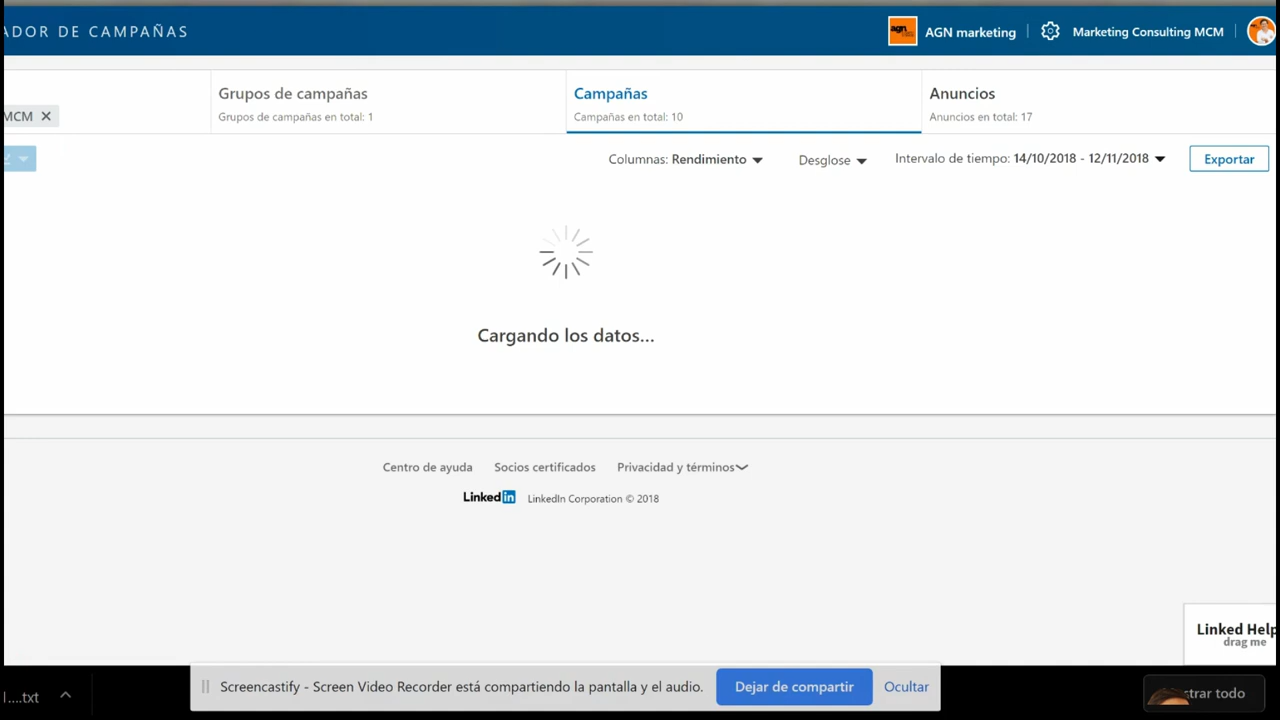 ADOR DE CAMPAÑAS
agn
AGN marketing
Marketing Consulting MCM
MCM ✕
Grupos de campañas
Grupos de campañas en total: 1
Campañas
Campañas en total: 10
Anuncios
Anuncios en total: 17
Columnas: Rendimiento
Desglose
Intervalo de tiempo: 14/10/2018 - 12/11/2018
Exportar
Cargando los datos...
Centro de ayuda
Socios certificados
Privacidad y términos
Linked in
LinkedIn Corporation © 2018
Linked Help
drag me
....txt
Screencastify - Screen Video Recorder está compartiendo la pantalla y el audio.
Dejar de compartir
Ocultar
strar todo